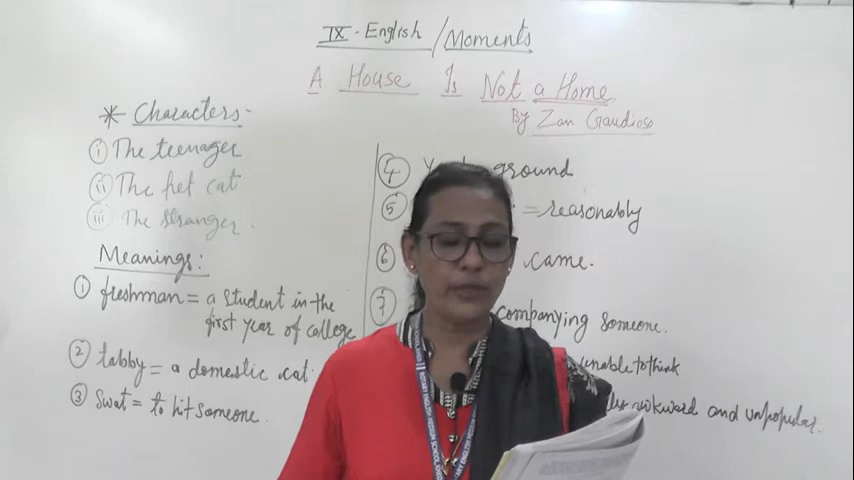 IX - English / Moments
A House Is Not a Home
By Zan Gaudioso
* Characters -
i The teenager
ii The pet cat
iii The stranger.
Meanings:
1 freshman = a student in the
first year of college
2 tabby = a domestic cat.
3 Swat = to hit someone.
4 ground
5 = reasonably
6 came.
7 companying someone.
unable to think
awkward and unpopular.